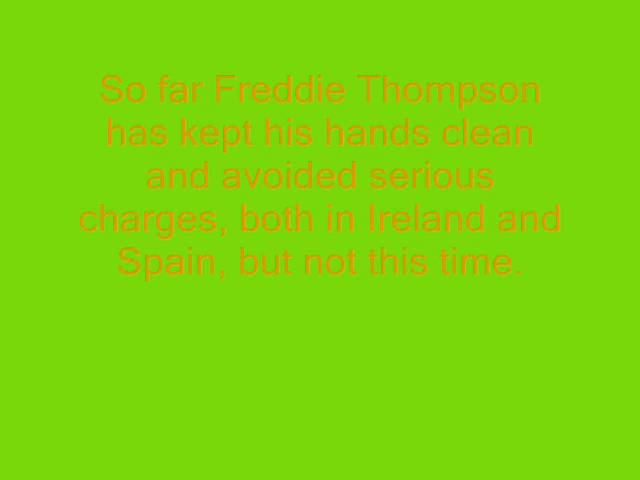 So far Freddie Thompson
has kept his hands clean
and avoided serious
charges, both in Ireland and
Spain, but not this time.